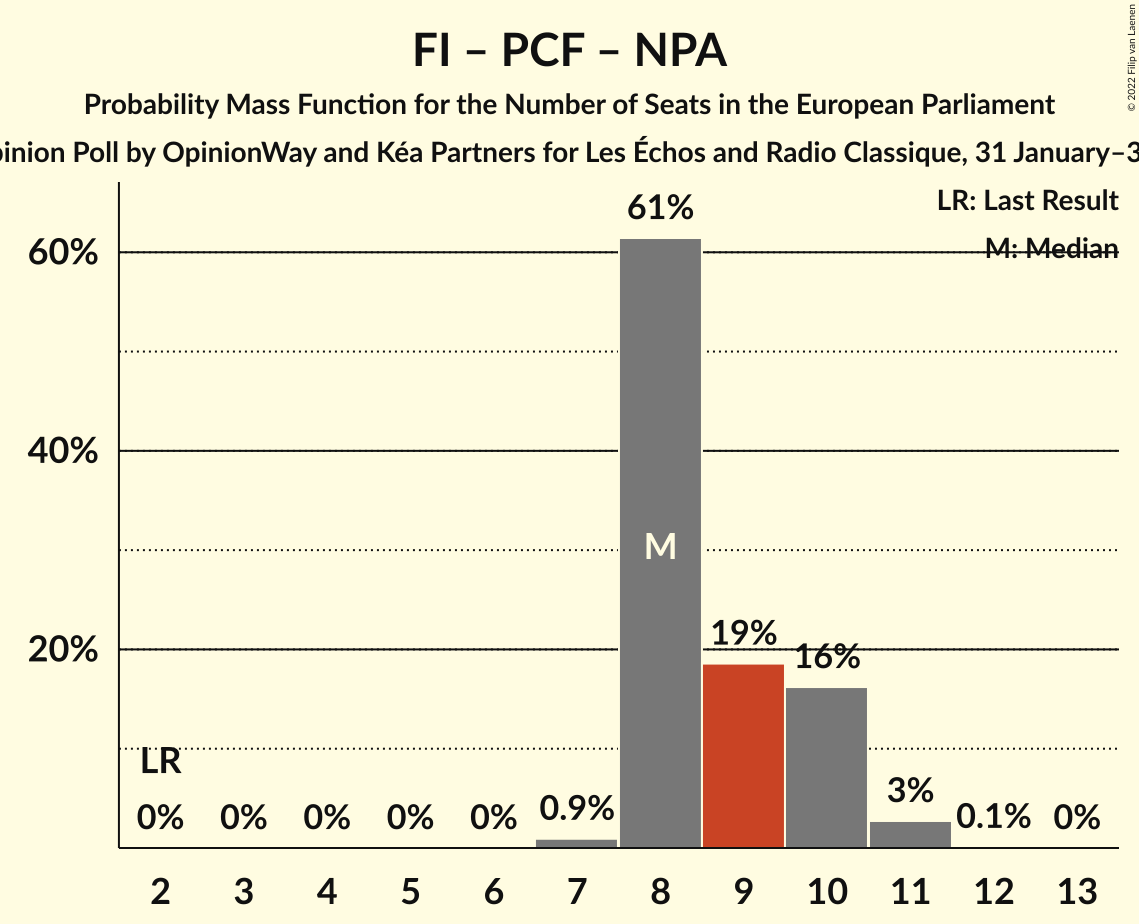 FI – PCF – NPA
Probability Mass Function for the Number of Seats in the European Parliament
Opinion Poll by OpinionWay and Kéa Partners for Les Échos and Radio Classique, 31 January–3
© 2022 Filip van Laenen
LR: Last Result
M: Median
60%
40%
20%
61%
M
19%
16%
LR
0% 0% 0% 0% 0% 0.9% 3% 0.1% 0%
2 3 4 5 6 7 8 9 10 11 12 13